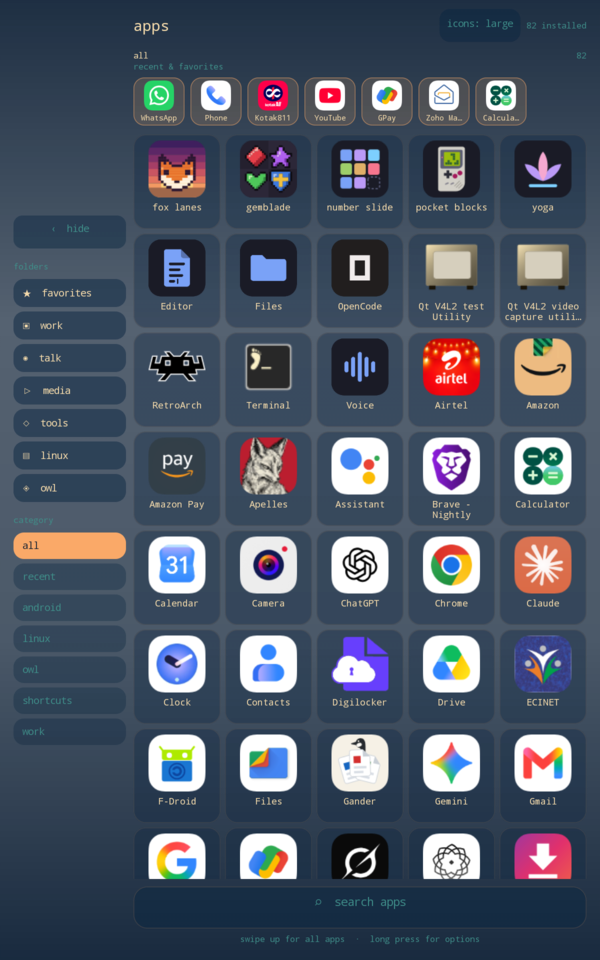 apps
icons: large
82 installed
all
82
recent & favorites
WhatsApp
Phone
Kotak811
YouTube
GPay
Zoho Ma…
Calcula…
fox lanes
gemblade
number slide
pocket blocks
yoga
‹ hide
folders
★ favorites
work
talk
▷ media
◇ tools
linux
owl
category
all
recent
android
linux
owl
shortcuts
work
Editor
Files
OpenCode
Qt V4L2 test
Utility
Qt V4L2 video
capture utili…
RetroArch
Terminal
Voice
airtel
Airtel
Amazon
pay
Amazon Pay
Apelles
Assistant
Brave -
Nightly
Calculator
31
Calendar
Camera
ChatGPT
Chrome
Claude
Clock
Contacts
Digilocker
Drive
ECINET
F-Droid
Files
Gander
Gemini
Gmail
search apps
swipe up for all apps · long press for options